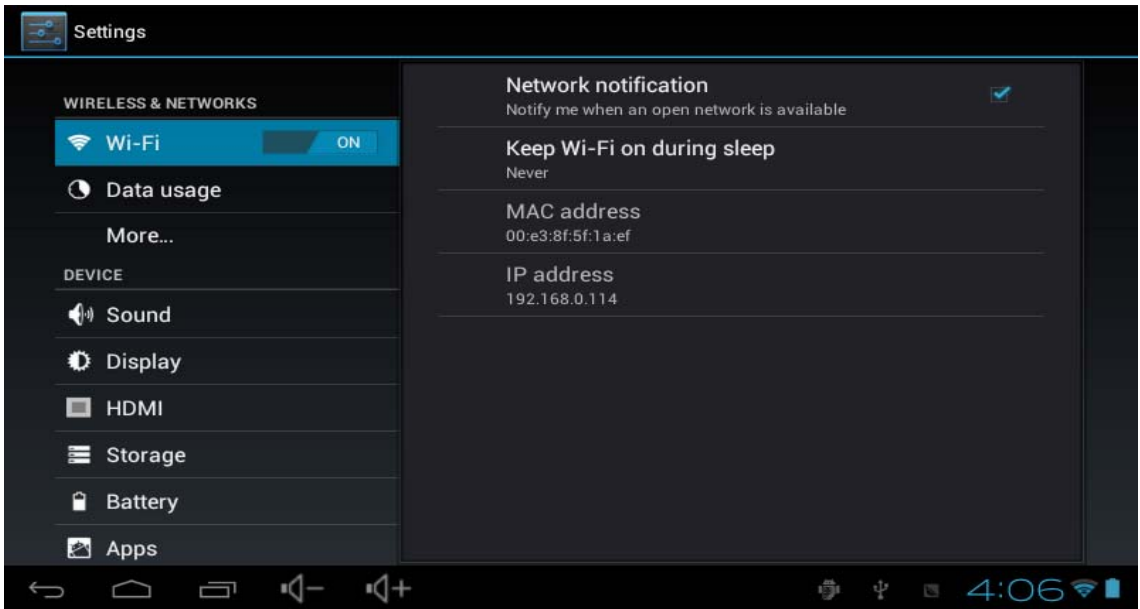 Settings
WIRELESS & NETWORKS
Wi-Fi ON
Data usage
More...
DEVICE
Sound
Display
HDMI
Storage
Battery
Apps
Network notification
Notify me when an open network is available
Keep Wi-Fi on during sleep
Never
MAC address
00:e3:8f:5f:1a:ef
IP address
192.168.0.114
4:06